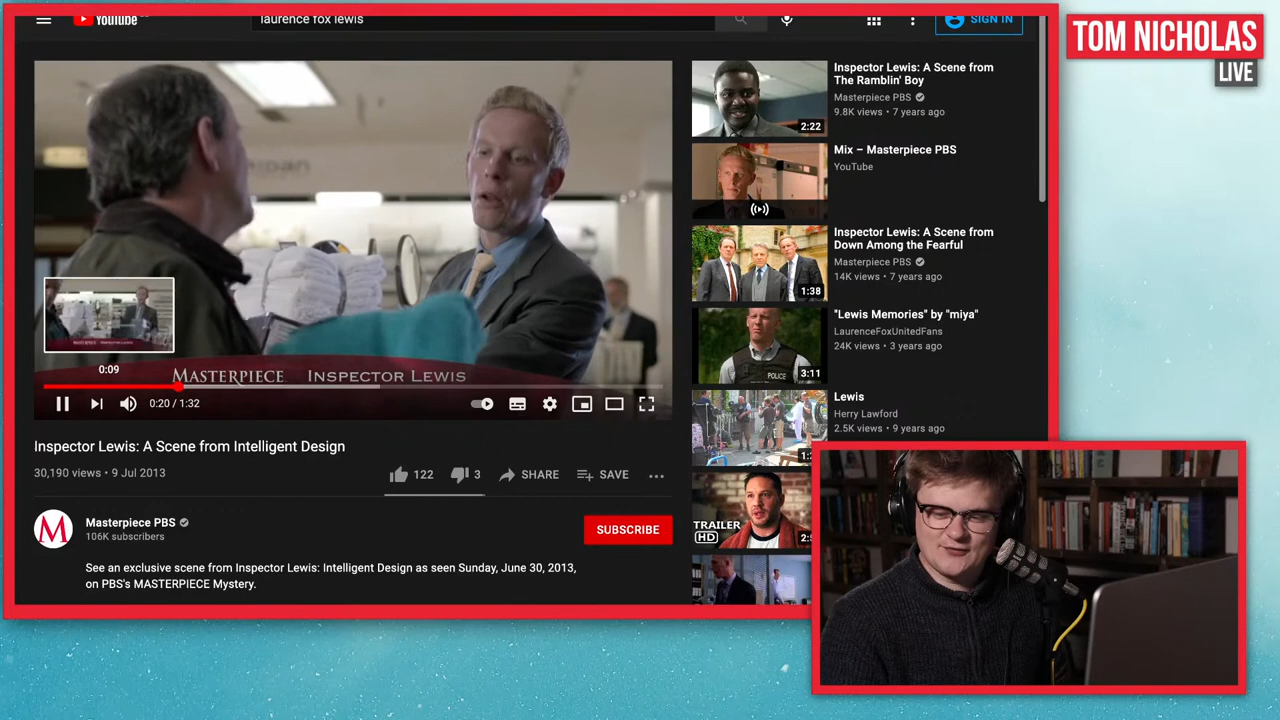 YouTube
laurence fox lewis
SIGN IN
TOM NICHOLAS
LIVE
MASTERPIECE INSPECTOR LEWIS
0:09
0:20 / 1:32
Inspector Lewis: A Scene from Intelligent Design
30,190 views • 9 Jul 2013
122
3
SHARE
SAVE
M
Masterpiece PBS
106K subscribers
SUBSCRIBE
See an exclusive scene from Inspector Lewis: Intelligent Design as seen Sunday, June 30, 2013,
on PBS's MASTERPIECE Mystery.
2:22
Inspector Lewis: A Scene from
The Ramblin' Boy
Masterpiece PBS
9.8K views • 7 years ago
Mix – Masterpiece PBS
YouTube
1:38
Inspector Lewis: A Scene from
Down Among the Fearful
Masterpiece PBS
14K views • 7 years ago
POLICE
3:11
"Lewis Memories" by "miya"
LaurenceFoxUnitedFans
24K views • 3 years ago
Lewis
Herry Lawford
2.5K views • 9 years ago
TRAILER
HD